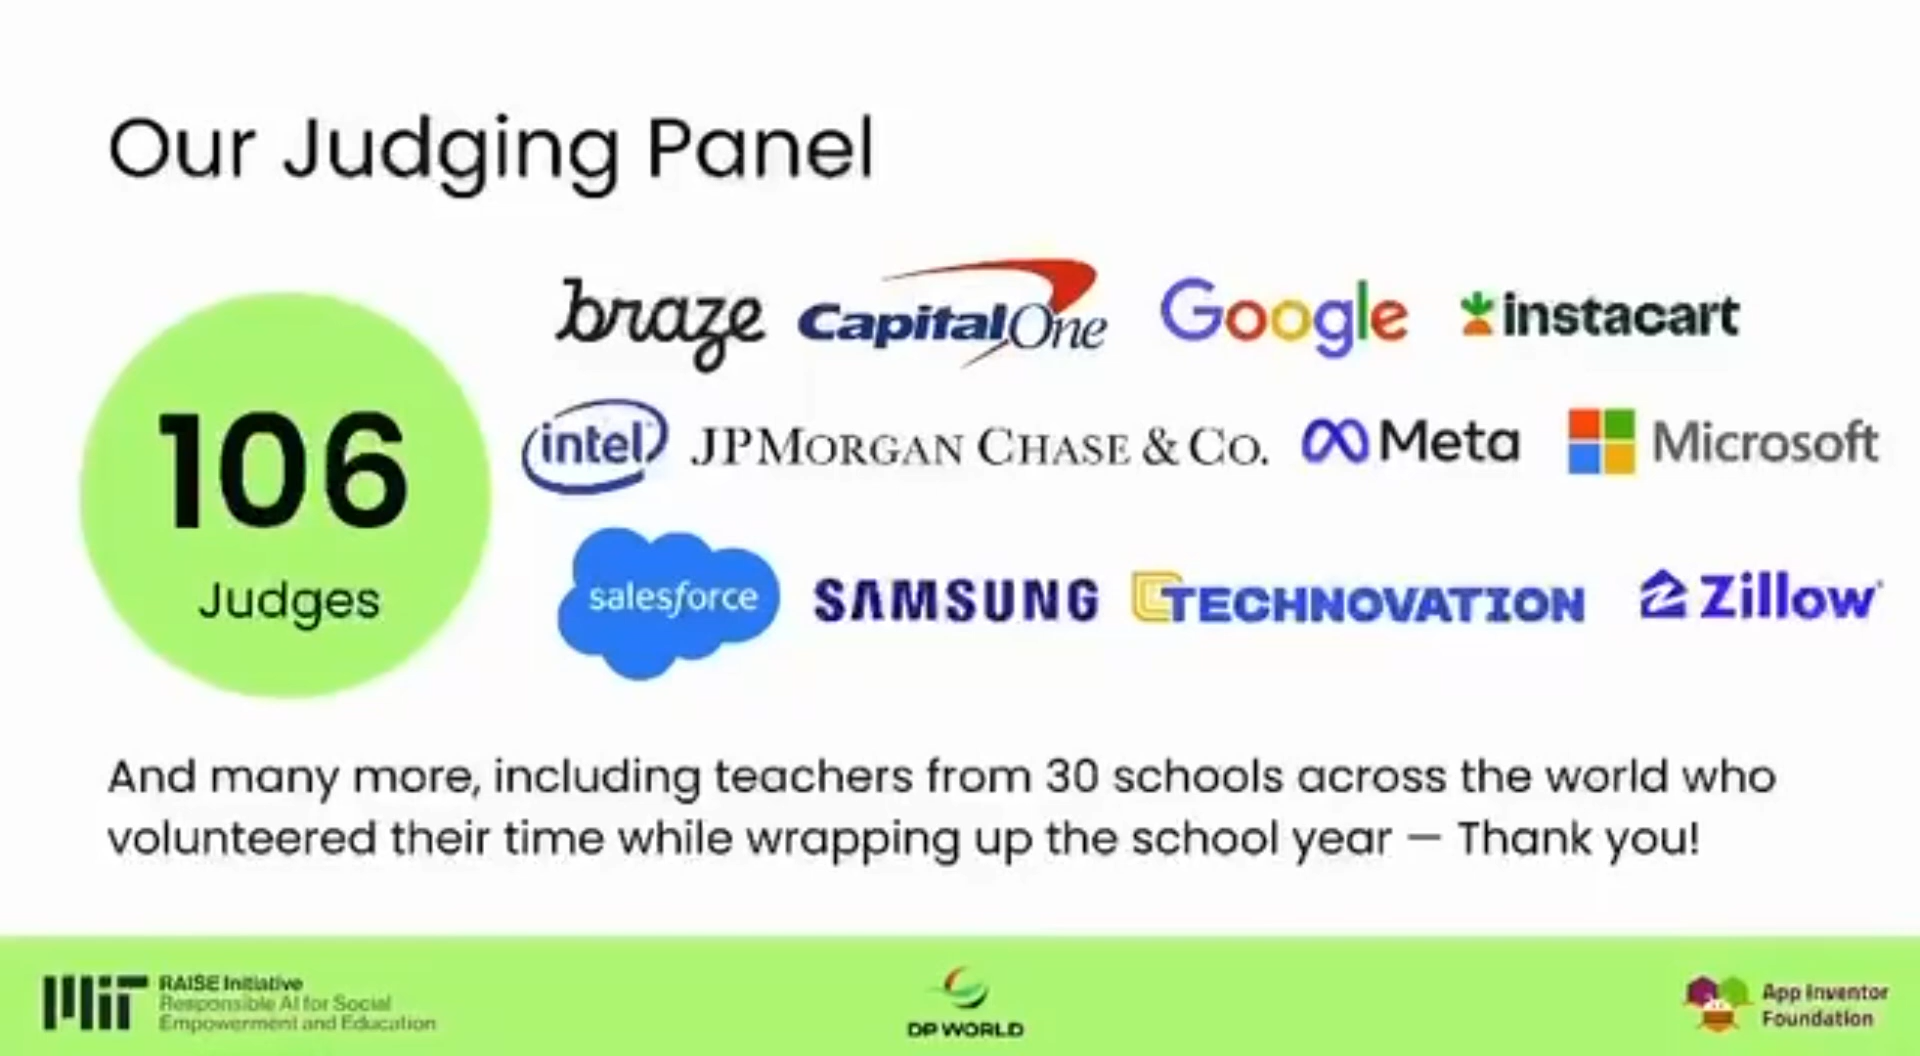 Our Judging Panel
106
Judges
braze CapitalOne Google instacart
intel JPMORGAN CHASE & CO. Meta Microsoft
salesforce SAMSUNG TECHNOVATION Zillow
And many more, including teachers from 30 schools across the world who
volunteered their time while wrapping up the school year — Thank you!
MIT RAISE Initiative
Responsible AI for Social
Empowerment and Education
DP WORLD
App Inventor
Foundation